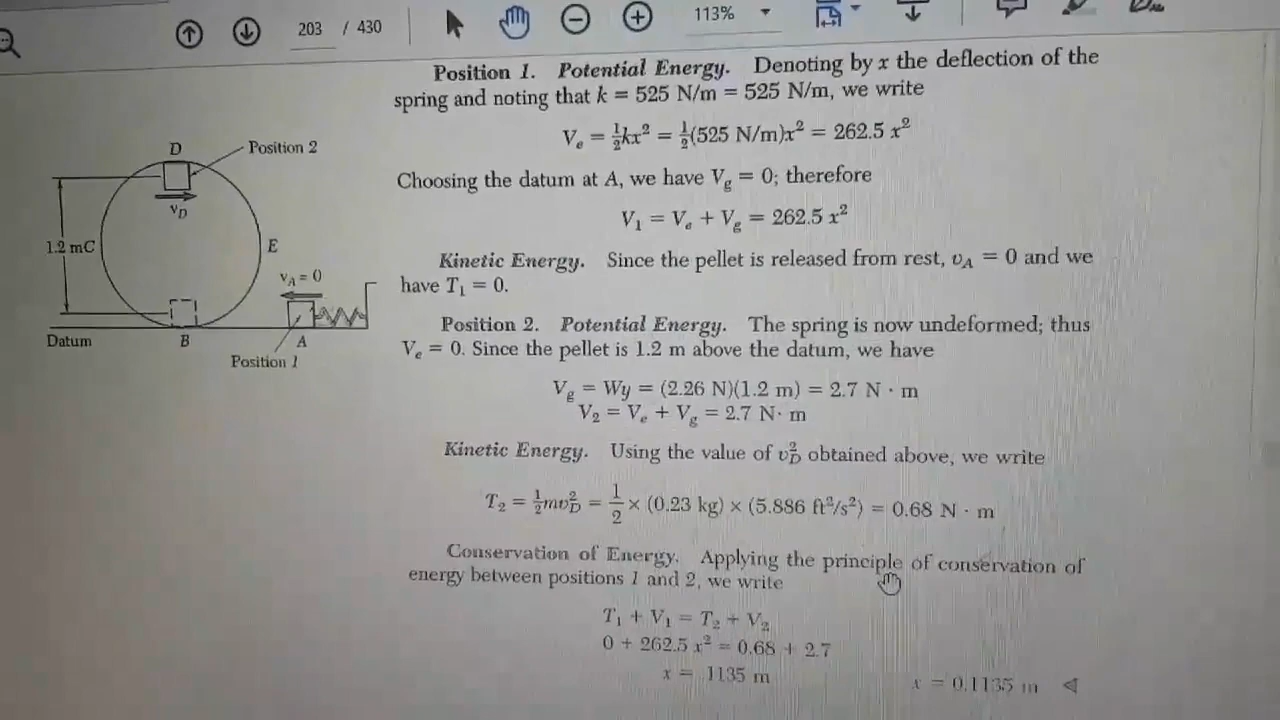 203 / 430
113%
Position 1. Potential Energy. Denoting by x the deflection of the
spring and noting that k = 525 N/m = 525 N/m, we write
Vₑ = ½kx² = ½(525 N/m)x² = 262.5 x²
Choosing the datum at A, we have V_g = 0; therefore
V₁ = Vₑ + V_g = 262.5 x²
Kinetic Energy. Since the pellet is released from rest, v_A = 0 and we
have T₁ = 0.
Position 2. Potential Energy. The spring is now undeformed; thus
Vₑ = 0. Since the pellet is 1.2 m above the datum, we have
V_g = Wy = (2.26 N)(1.2 m) = 2.7 N · m
V₂ = Vₑ + V_g = 2.7 N· m
Kinetic Energy. Using the value of v²_D obtained above, we write
T₂ = ½mv²_D = 1/2 × (0.23 kg) × (5.886 ft²/s²) = 0.68 N · m
Conservation of Energy. Applying the principle of conservation of
energy between positions 1 and 2, we write
T₁ + V₁ = T₂ + V₂
0 + 262.5 x² = 0.68 + 2.7
x = 1135 m
x = 0.1135 m
D
Position 2
v_D
1.2 m
C
E
v_A = 0
Datum
B
A
Position 1